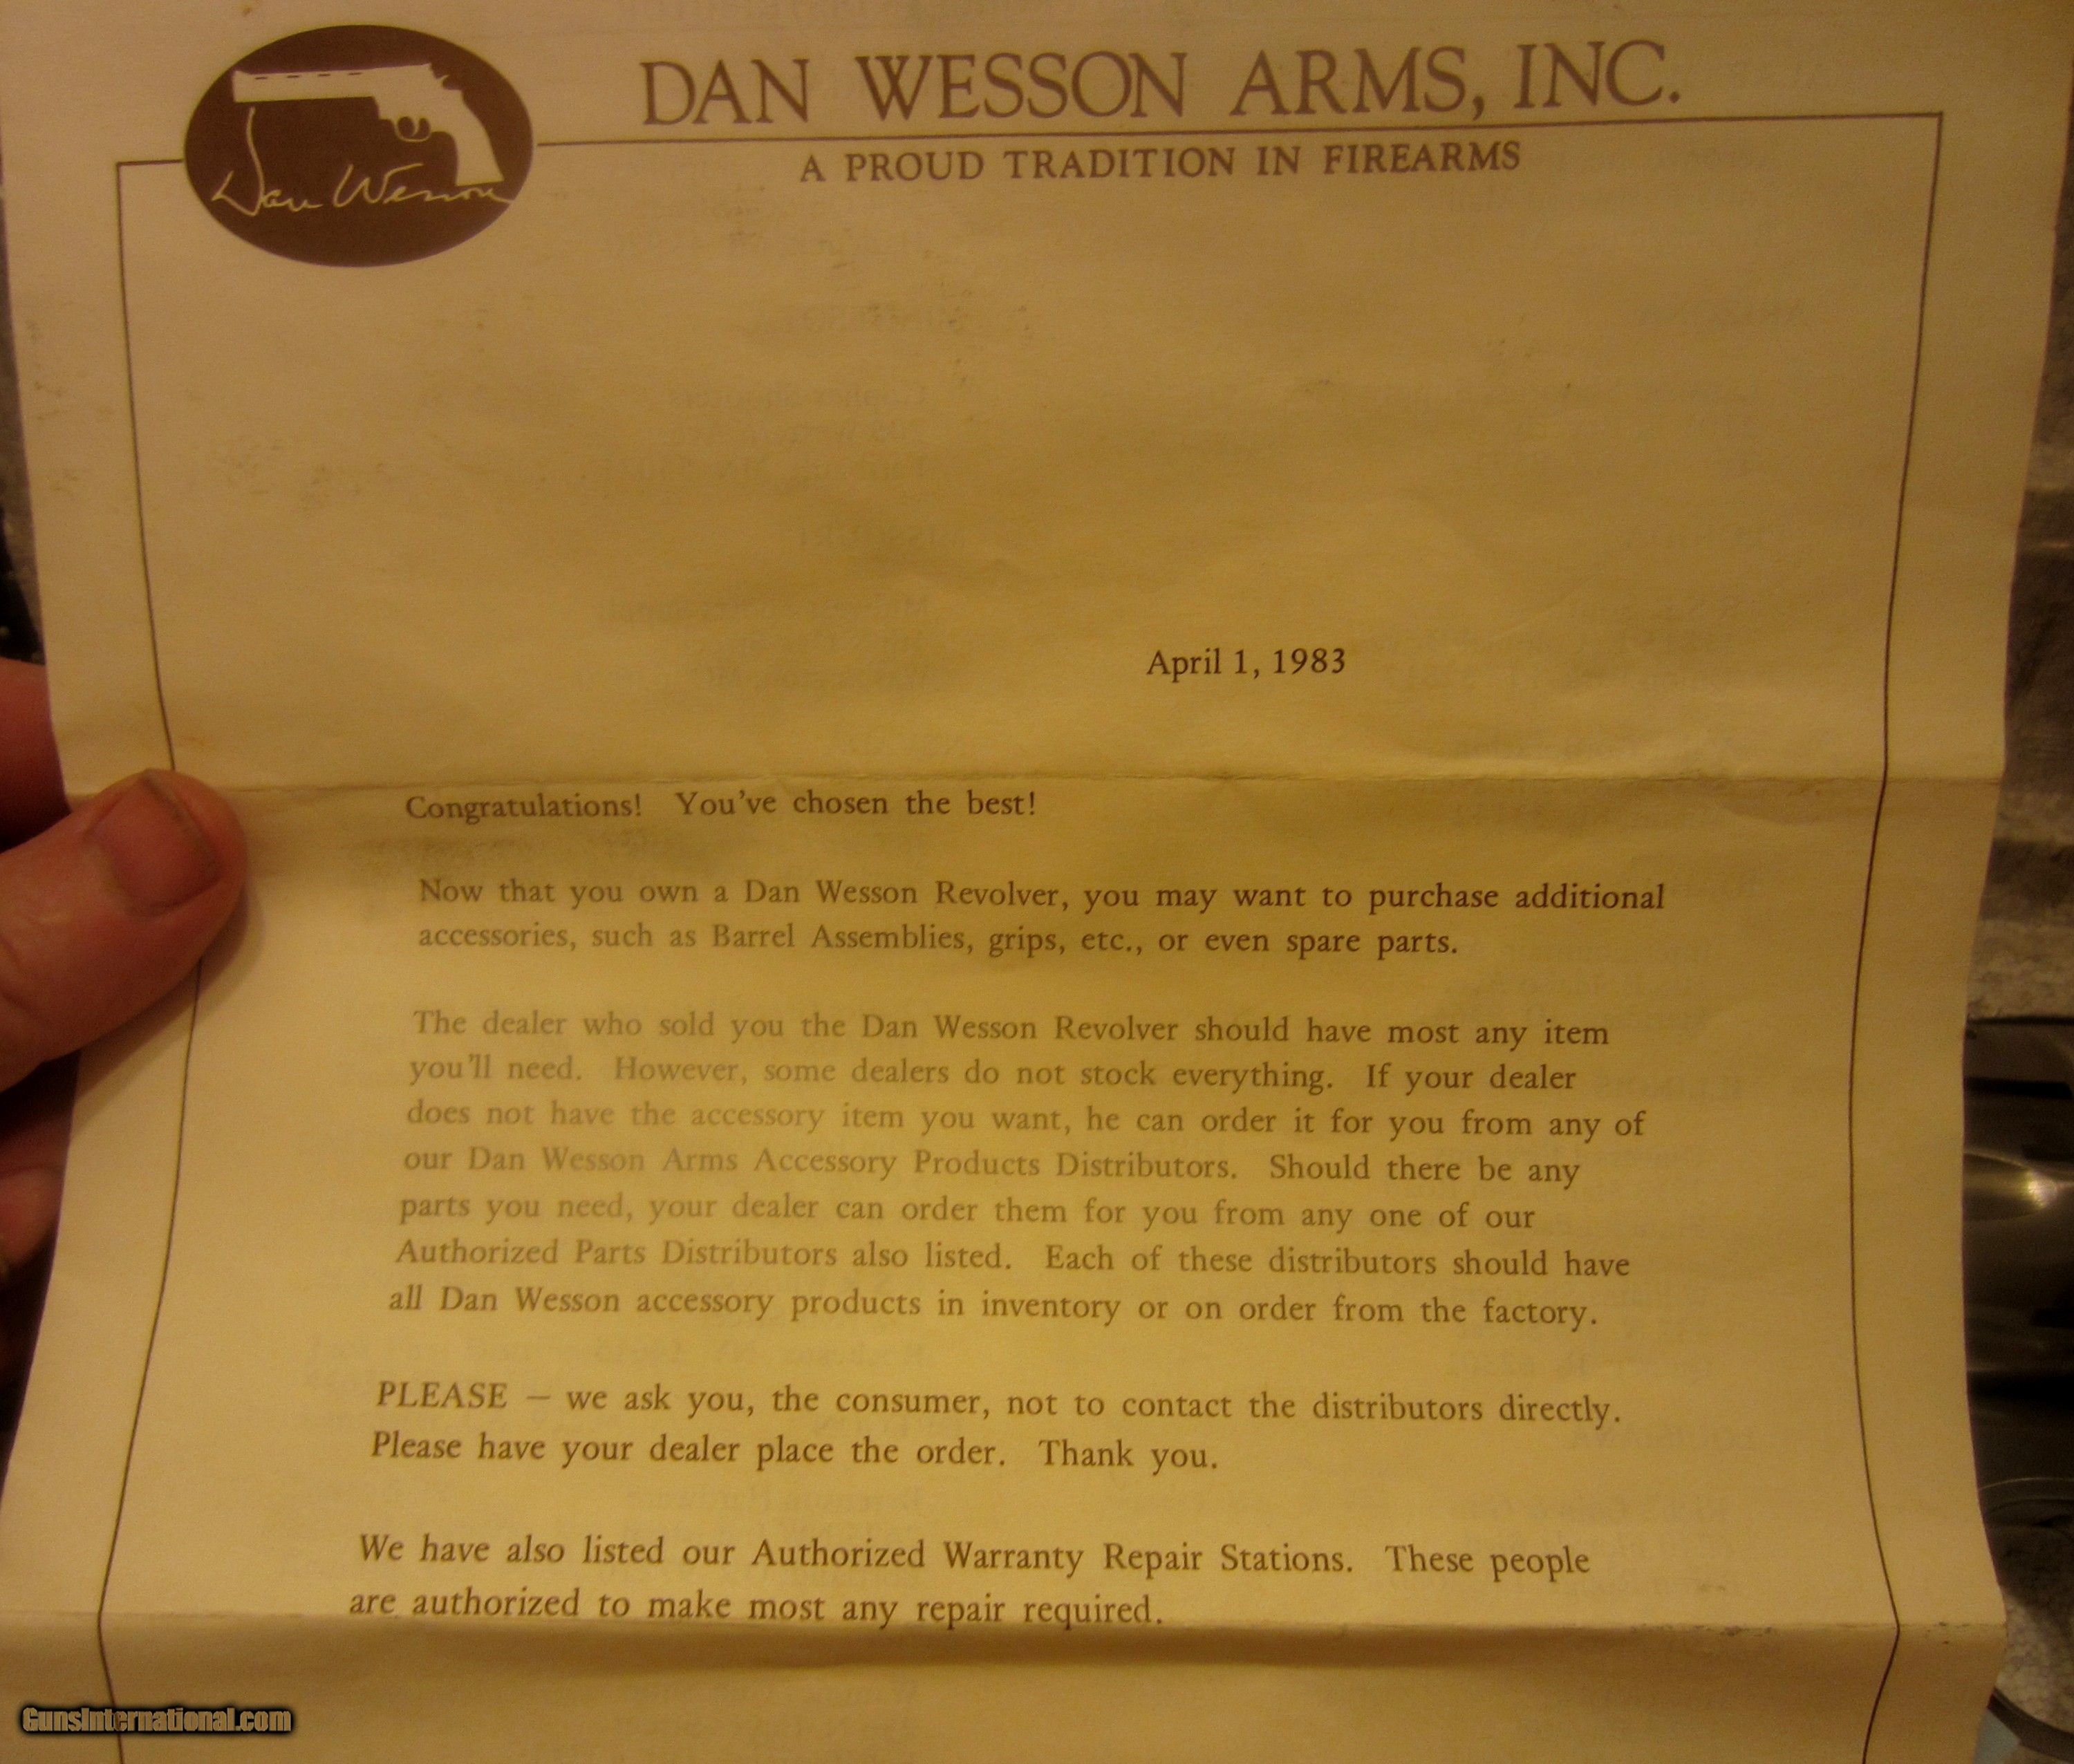 DAN WESSON ARMS, INC.
A PROUD TRADITION IN FIREARMS
Dan Wesson
April 1, 1983
Congratulations! You've chosen the best!
Now that you own a Dan Wesson Revolver, you may want to purchase additional
accessories, such as Barrel Assemblies, grips, etc., or even spare parts.
The dealer who sold you the Dan Wesson Revolver should have most any item
you'll need. However, some dealers do not stock everything. If your dealer
does not have the accessory item you want, he can order it for you from any of
our Dan Wesson Arms Accessory Products Distributors. Should there be any
parts you need, your dealer can order them for you from any one of our
Authorized Parts Distributors also listed. Each of these distributors should have
all Dan Wesson accessory products in inventory or on order from the factory.
PLEASE — we ask you, the consumer, not to contact the distributors directly.
Please have your dealer place the order. Thank you.
We have also listed our Authorized Warranty Repair Stations. These people
are authorized to make most any repair required.
GunsInternational.com